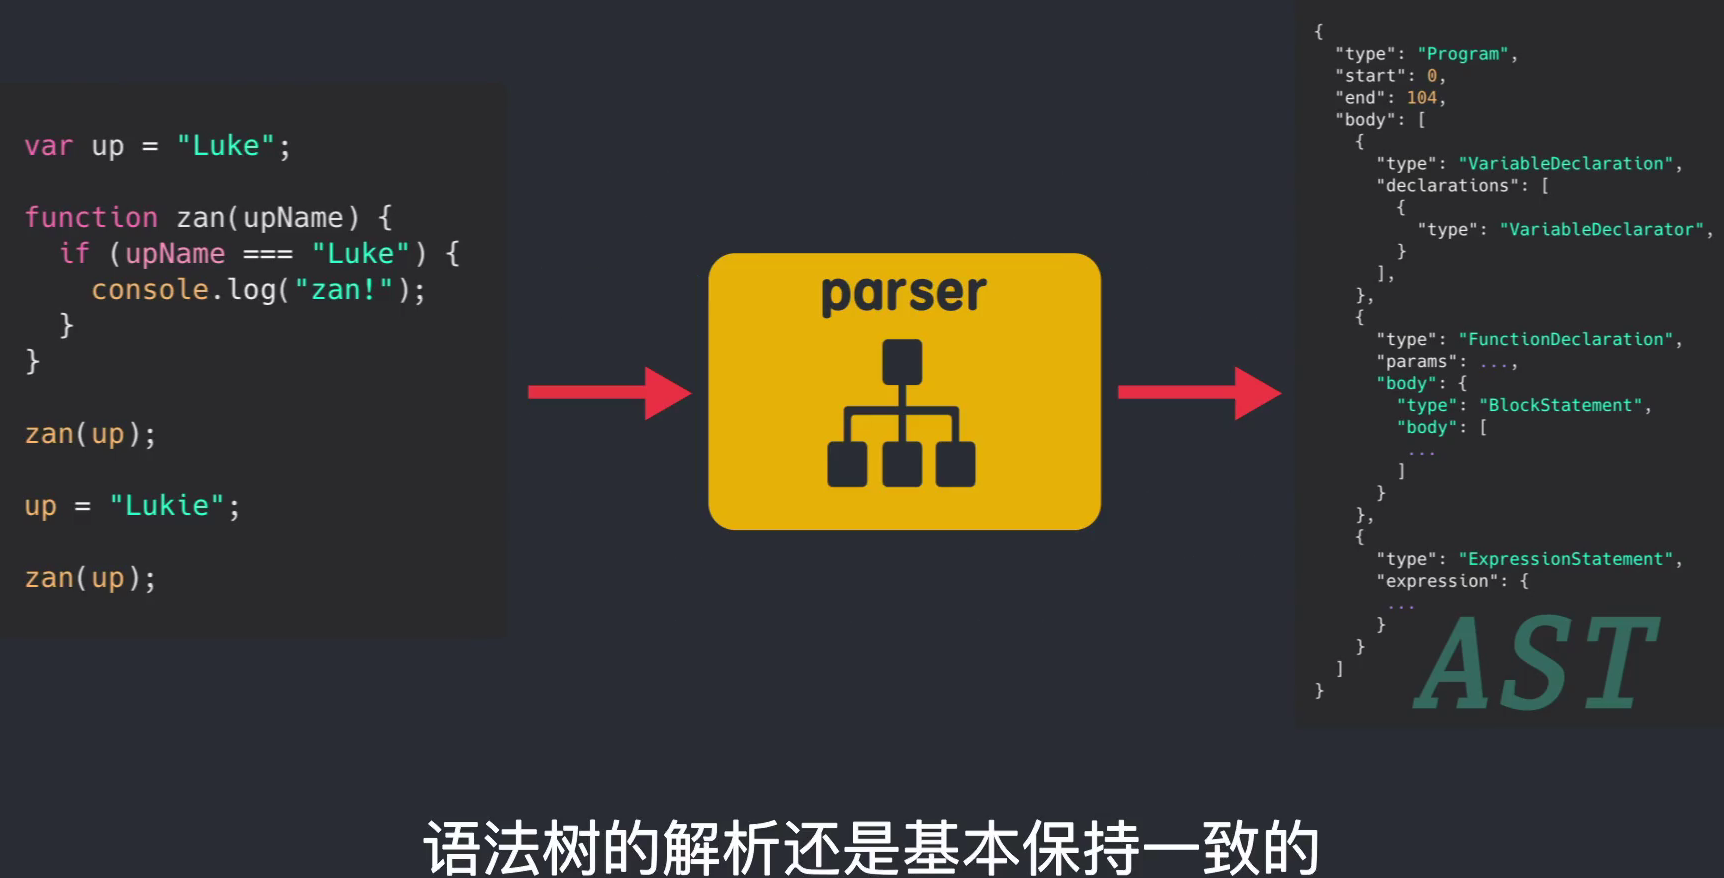 var up = "Luke";
function zan(upName) {
  if (upName === "Luke") {
    console.log("zan!");
  }
}
zan(up);
up = "Lukie";
zan(up);
parser
{
  "type": "Program",
  "start": 0,
  "end": 104,
  "body": [
    {
      "type": "VariableDeclaration",
      "declarations": [
        {
          "type": "VariableDeclarator",
        }
      ],
    },
    {
      "type": "FunctionDeclaration",
      "params": ...,
      "body": {
        "type": "BlockStatement",
        "body": [
         ...
        ]
      }
    },
    {
      "type": "ExpressionStatement",
      "expression": {
       ...
      }
    }
  ]
}
AST
语法树的解析还是基本保持一致的